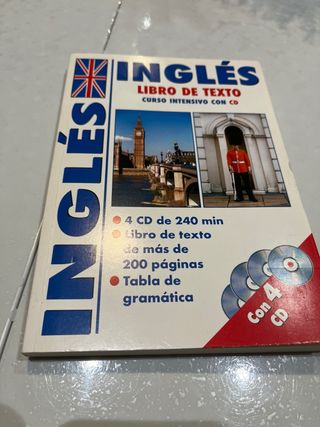 INGLÉS
LIBRO DE TEXTO
CURSO INTENSIVO CON CD
INGLÉS
4 CD de 240 min
Libro de texto
de más de
200 páginas
Tabla de
gramática
Con 4
CD